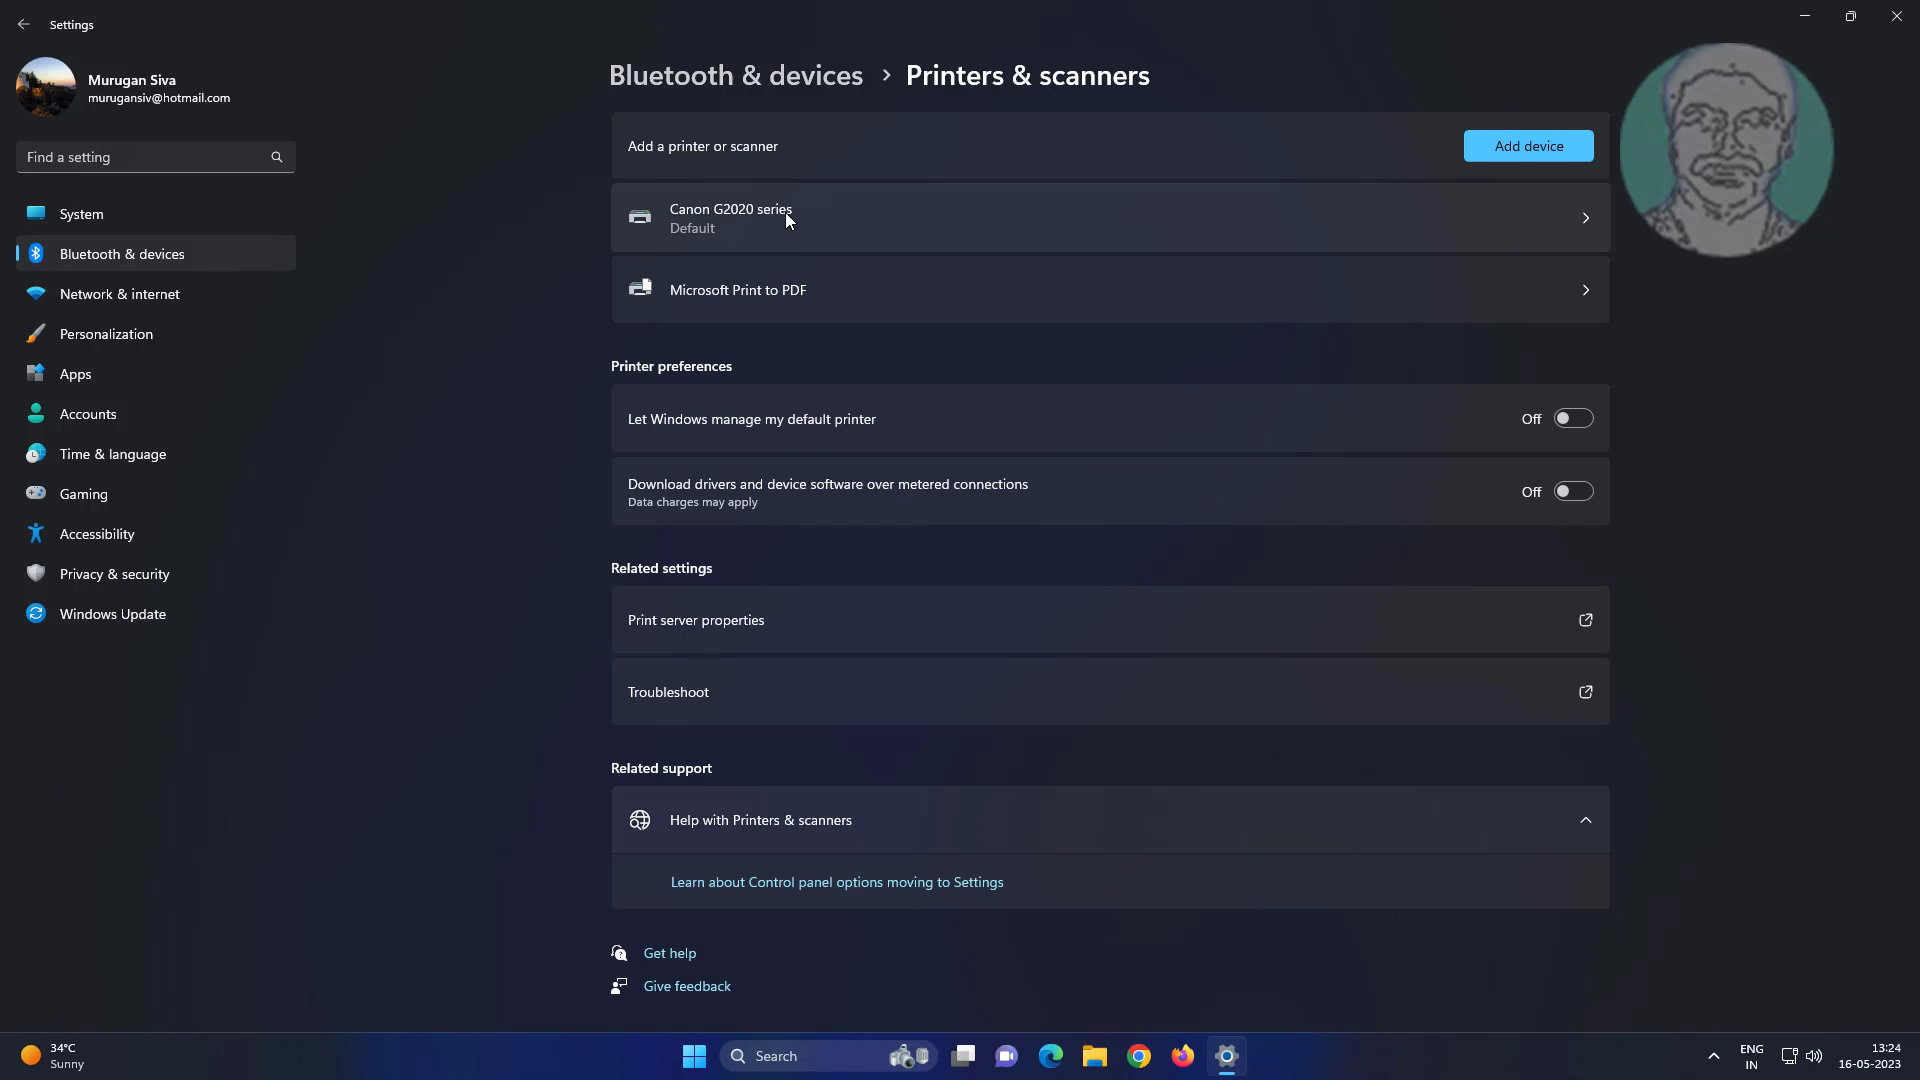 Settings
Murugan Siva
murugansiv@hotmail.com
Find a setting
System
Bluetooth & devices
Network & internet
Personalization
Apps
Accounts
Time & language
Gaming
Accessibility
Privacy & security
Windows Update
Bluetooth & devices › Printers & scanners
Add a printer or scanner
Add device
Canon G2020 series
Default
Microsoft Print to PDF
Printer preferences
Let Windows manage my default printer
Off
Download drivers and device software over metered connections
Data charges may apply
Off
Related settings
Print server properties
Troubleshoot
Related support
Help with Printers & scanners
Learn about Control panel options moving to Settings
Get help
Give feedback
34°C
Sunny
Search
ENG
IN
13:24
16-05-2023